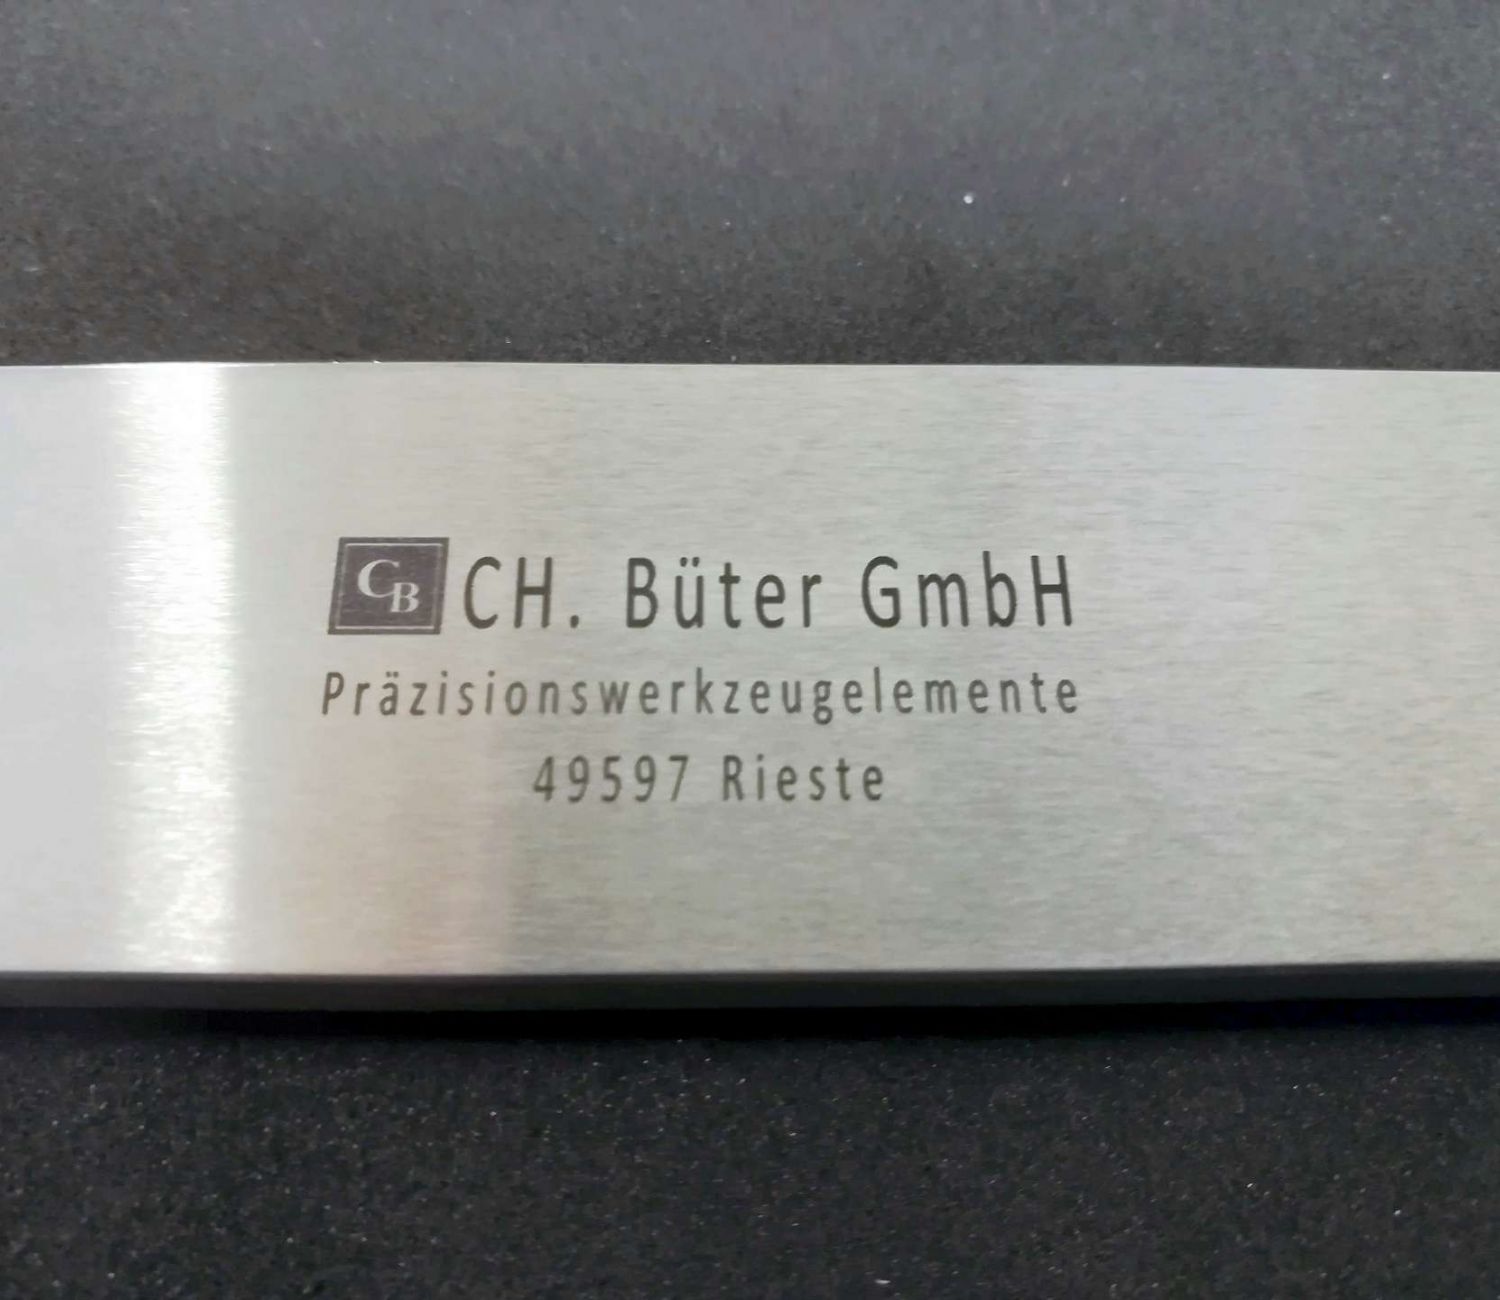 CB CH. Büter GmbH
Präzisionswerkzeugelemente
49597 Rieste